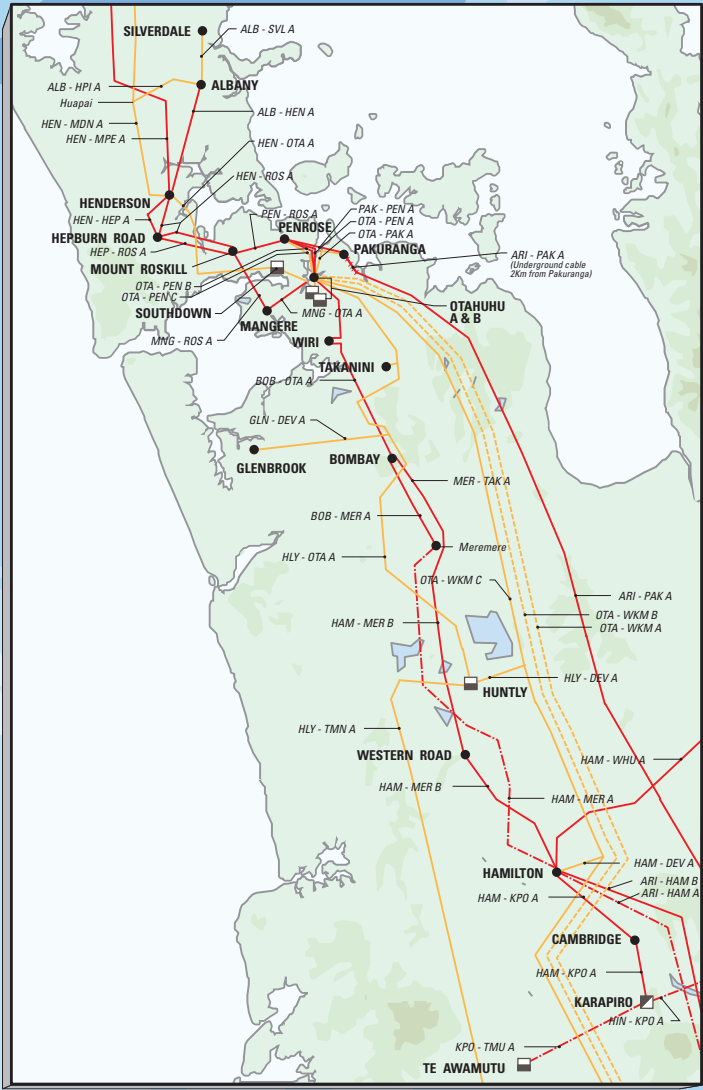 SILVERDALE
ALB - SVL A
ALB - HPI A
ALBANY
Huapai
ALB - HEN A
HEN - MDN A
HEN - MPE A
HEN - OTA A
HEN - ROS A
HENDERSON
HEN - HEP A
PEN - ROS A
PAK - PEN A
OTA - PEN A
OTA - PAK A
PENROSE
HEPBURN ROAD
HEP - ROS A
PAKURANGA
ARI - PAK A
(Underground cable
2Km from Pakuranga)
MOUNT ROSKILL
OTA - PEN B
OTA - PEN C
SOUTHDOWN
MNG - OTA A
OTAHUHU
A & B
MANGERE
MNG - ROS A
WIRI
TAKANINI
BOB - OTA A
GLN - DEV A
GLENBROOK
BOMBAY
MER - TAK A
BOB - MER A
Meremere
HLY - OTA A
OTA - WKM C
ARI - PAK A
OTA - WKM B
OTA - WKM A
HAM - MER B
HLY - DEV A
HUNTLY
HLY - TMN A
WESTERN ROAD
HAM - WHU A
HAM - MER B
HAM - MER A
HAM - DEV A
HAMILTON
ARI - HAM B
ARI - HAM A
HAM - KPO A
CAMBRIDGE
HAM - KPO A
KARAPIRO
HIN - KPO A
KPO - TMU A
TE AWAMUTU